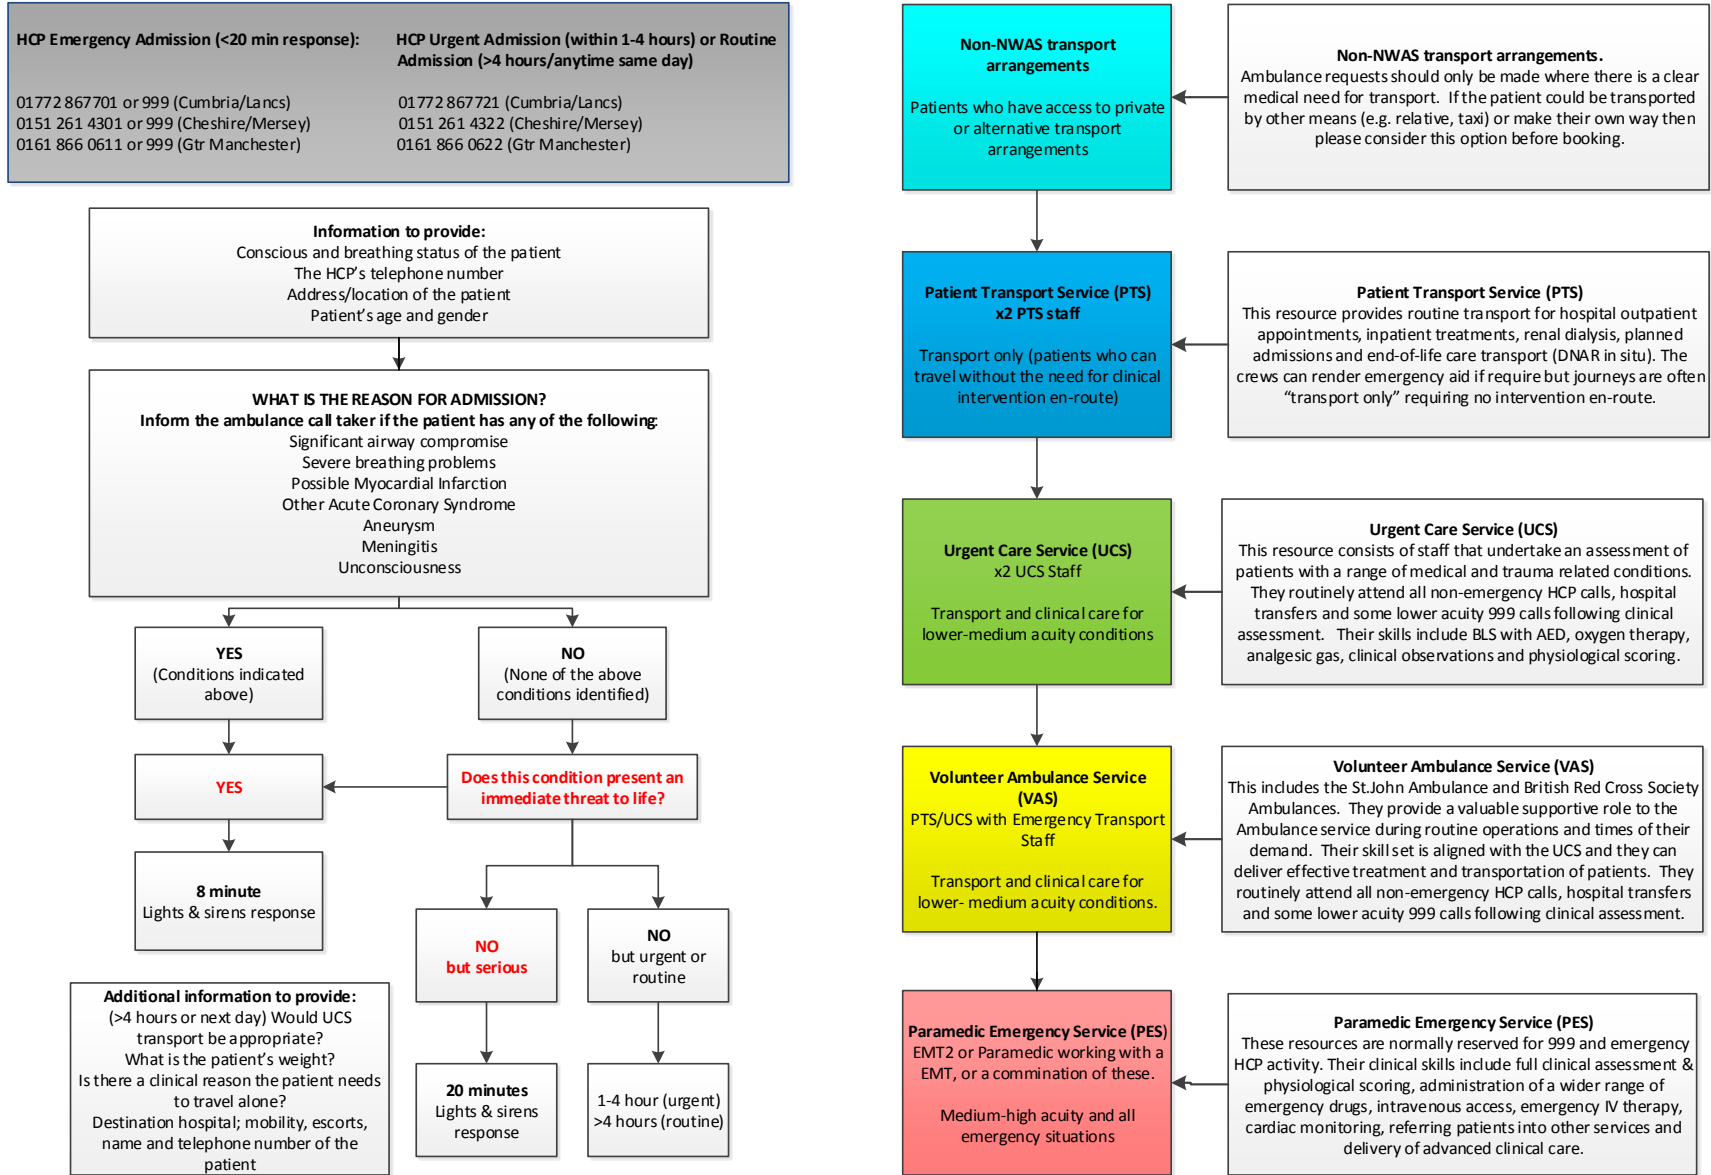 HCP Emergency Admission (<20 min response):
01772 867701 or 999 (Cumbria/Lancs)
0151 261 4301 or 999 (Cheshire/Mersey)
0161 866 0611 or 999 (Gtr Manchester)
HCP Urgent Admission (within 1-4 hours) or Routine
Admission (>4 hours/anytime same day)
01772 867721 (Cumbria/Lancs)
0151 261 4322 (Cheshire/Mersey)
0161 866 0622 (Gtr Manchester)
Information to provide:
Conscious and breathing status of the patient
The HCP's telephone number
Address/location of the patient
Patient's age and gender
WHAT IS THE REASON FOR ADMISSION?
Inform the ambulance call taker if the patient has any of the following:
Significant airway compromise
Severe breathing problems
Possible Myocardial Infarction
Other Acute Coronary Syndrome
Aneurysm
Meningitis
Unconsciousness
YES
(Conditions indicated
above)
NO
(None of the above
conditions identified)
YES
Does this condition present an
immediate threat to life?
8 minute
Lights & sirens response
NO
but serious
NO
but urgent or
routine
Additional information to provide:
(>4 hours or next day) Would UCS
transport be appropriate?
What is the patient's weight?
Is there a clinical reason the patient needs
to travel alone?
Destination hospital; mobility, escorts,
name and telephone number of the
patient
20 minutes
Lights & sirens
response
1-4 hour (urgent)
>4 hours (routine)
Non-NWAS transport
arrangements
Patients who have access to private
or alternative transport
arrangements
Non-NWAS transport arrangements.
Ambulance requests should only be made where there is a clear
medical need for transport. If the patient could be transported
by other means (e.g. relative, taxi) or make their own way then
please consider this option before booking.
Patient Transport Service (PTS)
x2 PTS staff
Transport only (patients who can
travel without the need for clinical
intervention en-route)
Patient Transport Service (PTS)
This resource provides routine transport for hospital outpatient
appointments, inpatient treatments, renal dialysis, planned
admissions and end-of-life care transport (DNAR in situ). The
crews can render emergency aid if require but journeys are often
"transport only" requiring no intervention en-route.
Urgent Care Service (UCS)
x2 UCS Staff
Transport and clinical care for
lower-medium acuity conditions
Urgent Care Service (UCS)
This resource consists of staff that undertake an assessment of
patients with a range of medical and trauma related conditions.
They routinely attend all non-emergency HCP calls, hospital
transfers and some lower acuity 999 calls following clinical
assessment. Their skills include BLS with AED, oxygen therapy,
analgesic gas, clinical observations and physiological scoring.
Volunteer Ambulance Service
(VAS)
PTS/UCS with Emergency Transport
Staff
Transport and clinical care for
lower- medium acuity conditions.
Volunteer Ambulance Service (VAS)
This includes the St.John Ambulance and British Red Cross Society
Ambulances. They provide a valuable supportive role to the
Ambulance service during routine operations and times of their
demand. Their skill set is aligned with the UCS and they can
deliver effective treatment and transportation of patients. They
routinely attend all non-emergency HCP calls, hospital transfers
and some lower acuity 999 calls following clinical assessment.
Paramedic Emergency Service (PES)
EMT2 or Paramedic working with a
EMT, or a commination of these.
Medium-high acuity and all
emergency situations
Paramedic Emergency Service (PES)
These resources are normally reserved for 999 and emergency
HCP activity. Their clinical skills include full clinical assessment &
physiological scoring, administration of a wider range of
emergency drugs, intravenous access, emergency IV therapy,
cardiac monitoring, referring patients into other services and
delivery of advanced clinical care.